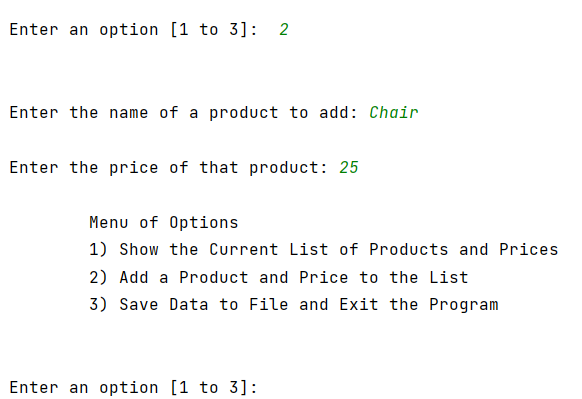 Enter an option [1 to 3]:  2
Enter the name of a product to add: Chair
Enter the price of that product: 25
Menu of Options
1) Show the Current List of Products and Prices
2) Add a Product and Price to the List
3) Save Data to File and Exit the Program
Enter an option [1 to 3]: